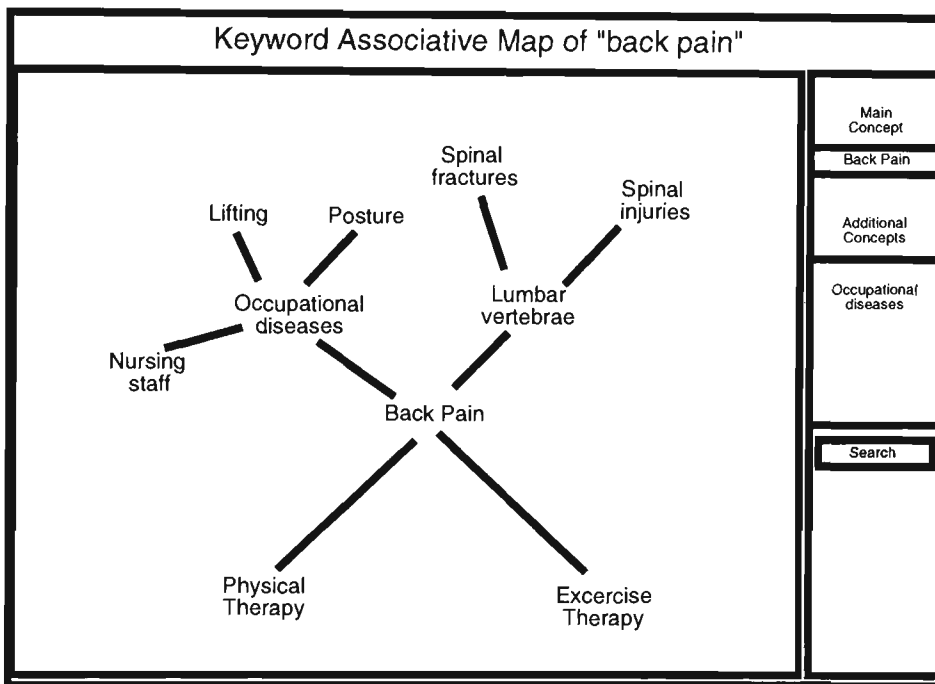 Keyword Associative Map of "back pain"
Spinal
fractures
Spinal
injuries
Lifting
Posture
Occupational
diseases
Lumbar
vertebrae
Nursing
staff
Back Pain
Physical
Therapy
Excercise
Therapy
Main
Concept
Back Pain
Additional
Concepts
Occupational
diseases
Search